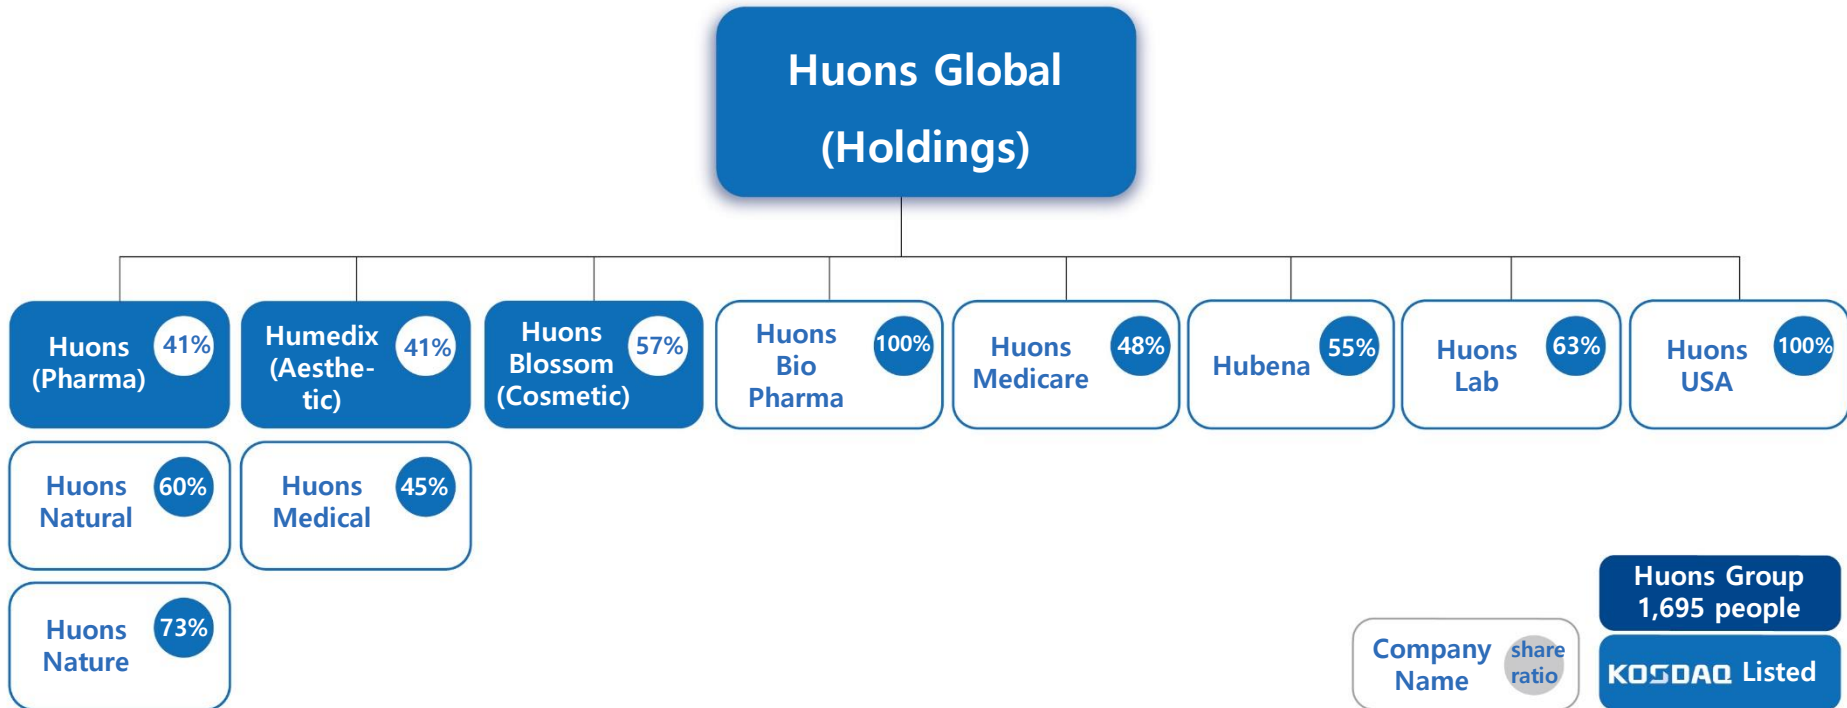 Huons Global
(Holdings)
Huons
(Pharma)
41%
Humedix
(Aesthe-
tic)
41%
Huons
Blossom
(Cosmetic)
57%
Huons
Bio
Pharma
100%
Huons
Medicare
48%
Hubena
55%
Huons
Lab
63%
Huons
USA
100%
Huons
Natural
60%
Huons
Medical
45%
Huons
Nature
73%
Company
Name
share
ratio
Huons Group
1,695 people
KOSDAQ Listed